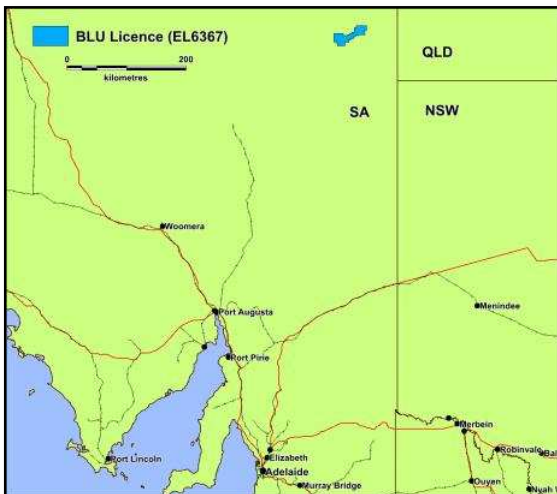 BLU Licence (EL6367)
0 200
kilometres
QLD
SA NSW
Woomera
Menindee
Port Augusta
Port Pirie
Merbein
Robinvale
Elizabeth
Port Lincoln
Adelaide
Ouyen
Murray Bridge